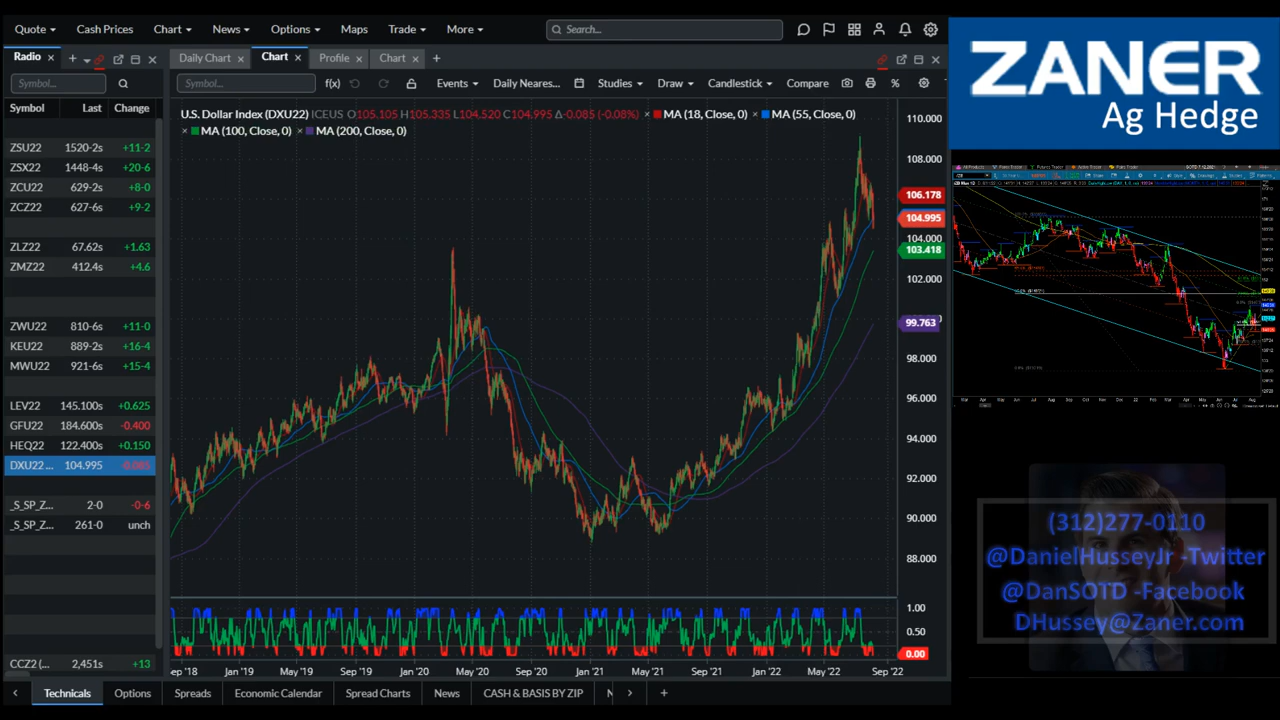 Quote Cash Prices Chart News Options Maps Trade More Search...
ZANER
Ag Hedge
Radio
Daily Chart Chart Profile Chart
Symbol... Symbol... f(x) Events Daily Neares... Studies Draw Candlestick Compare %
Symbol Last Change
U.S. Dollar Index (DXU22) ICEUS O105.105 H105.335 L104.520 C104.995 Δ-0.085 (-0.08%) MA (18, Close, 0) MA (55, Close, 0)
MA (100, Close, 0) MA (200, Close, 0)
ZSU22 1520-2s +11-2
ZSX22 1448-4s +20-6
ZCU22 629-2s +8-0
ZCZ22 627-6s +9-2
ZLZ22 67.62s +1.63
ZMZ22 412.4s +4.6
ZWU22 810-6s +11-0
KEU22 889-2s +16-4
MWU22 921-6s +15-4
LEV22 145.100s +0.625
GFU22 184.600s -0.400
HEQ22 122.400s +0.150
DXU22 ... 104.995 -0.085
_S_SP_Z... 2-0 -0-6
_S_SP_Z... 261-0 unch
CCZ2 (... 2,451s +13
110.000
108.000
106.178
104.995
104.000
103.418
102.000
99.763
98.000
96.000
94.000
92.000
90.000
88.000
1.00
0.50
0.00
ep '18 Jan '19 May '19 Sep '19 Jan '20 May '20 Sep '20 Jan '21 May '21 Sep '21 Jan '22 May '22 Sep '22
Technicals Options Spreads Economic Calendar Spread Charts News CASH & BASIS BY ZIP
(312)277-0110
@DanielHusseyJr -Twitter
@DanSOTD -Facebook
DHussey@Zaner.com